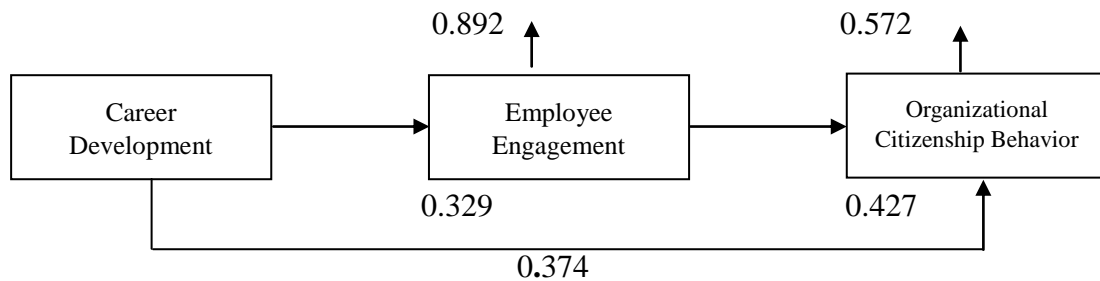 0.892
0.572
Career
Development
Employee
Engagement
Organizational
Citizenship Behavior
0.329
0.427
0.374